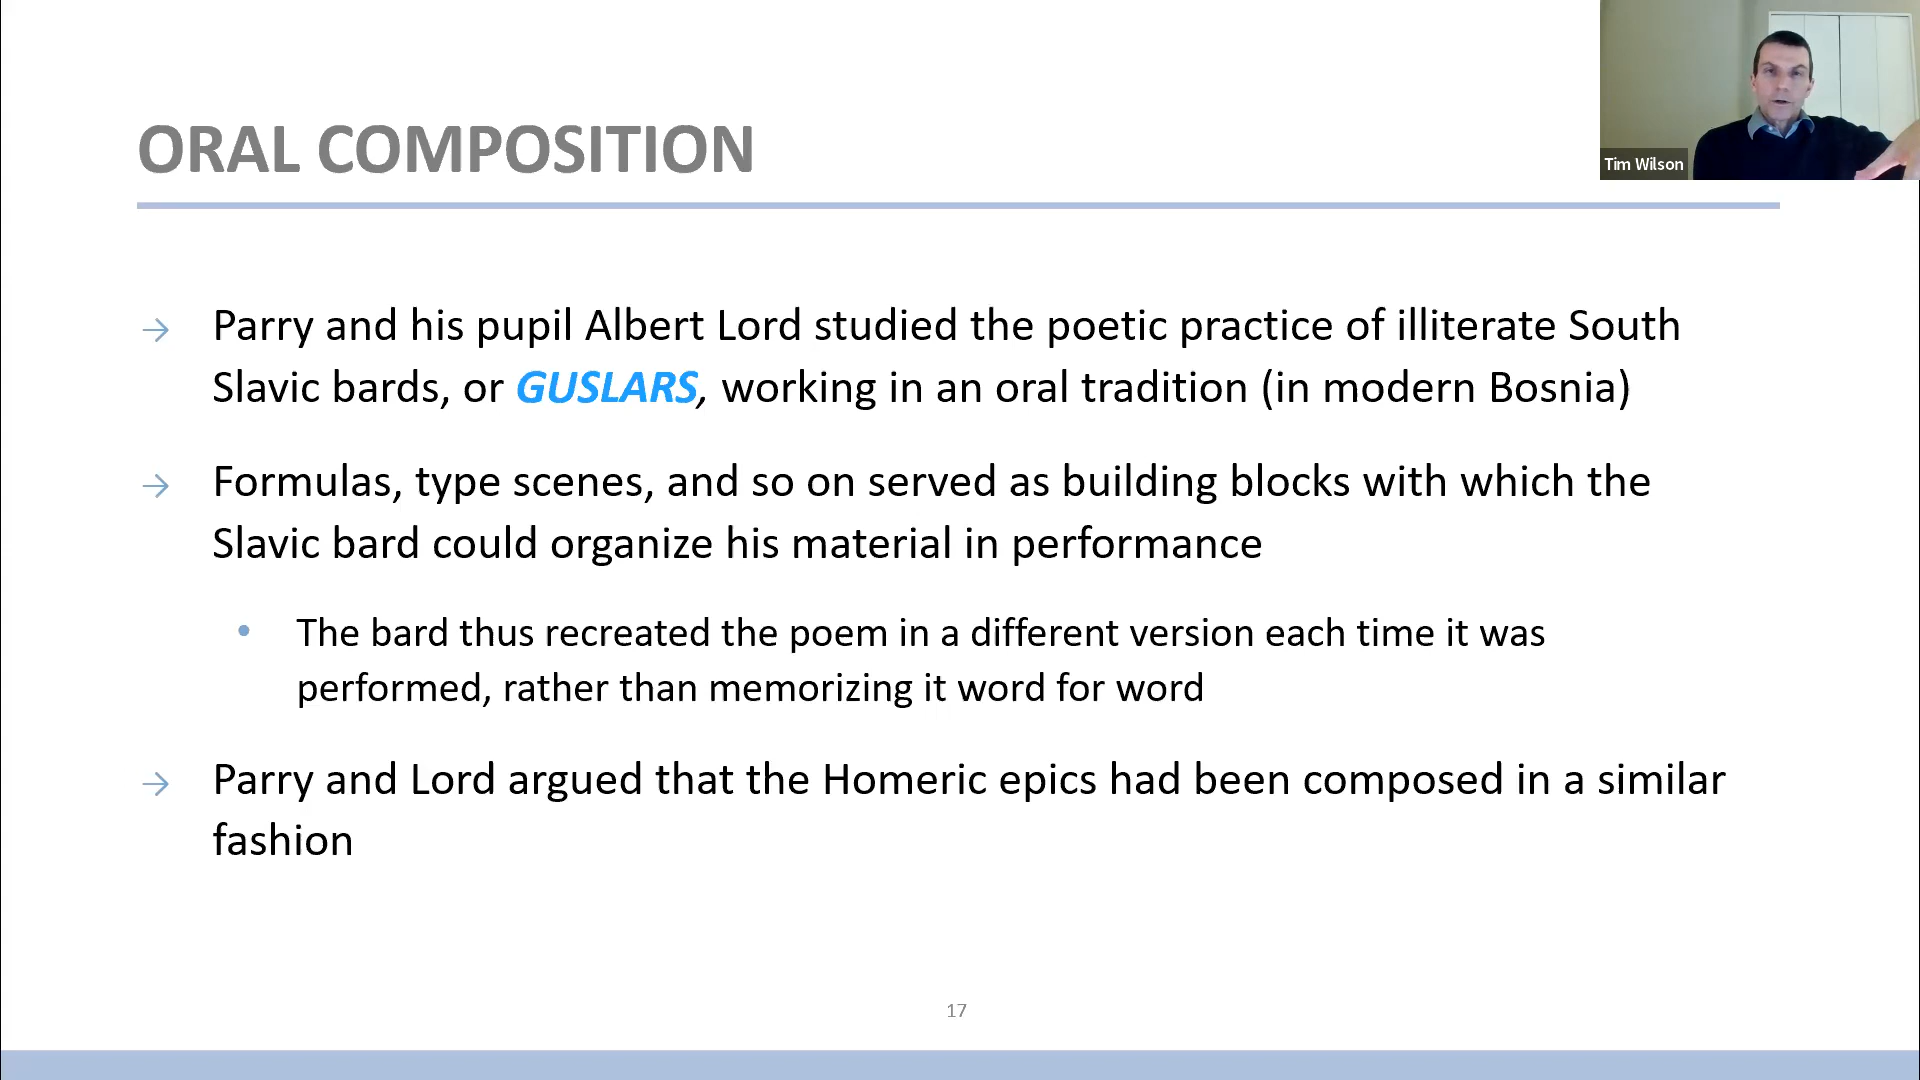 ORAL COMPOSITION
Tim Wilson
→ Parry and his pupil Albert Lord studied the poetic practice of illiterate South
Slavic bards, or GUSLARS, working in an oral tradition (in modern Bosnia)
→ Formulas, type scenes, and so on served as building blocks with which the
Slavic bard could organize his material in performance
• The bard thus recreated the poem in a different version each time it was
performed, rather than memorizing it word for word
→ Parry and Lord argued that the Homeric epics had been composed in a similar
fashion
17